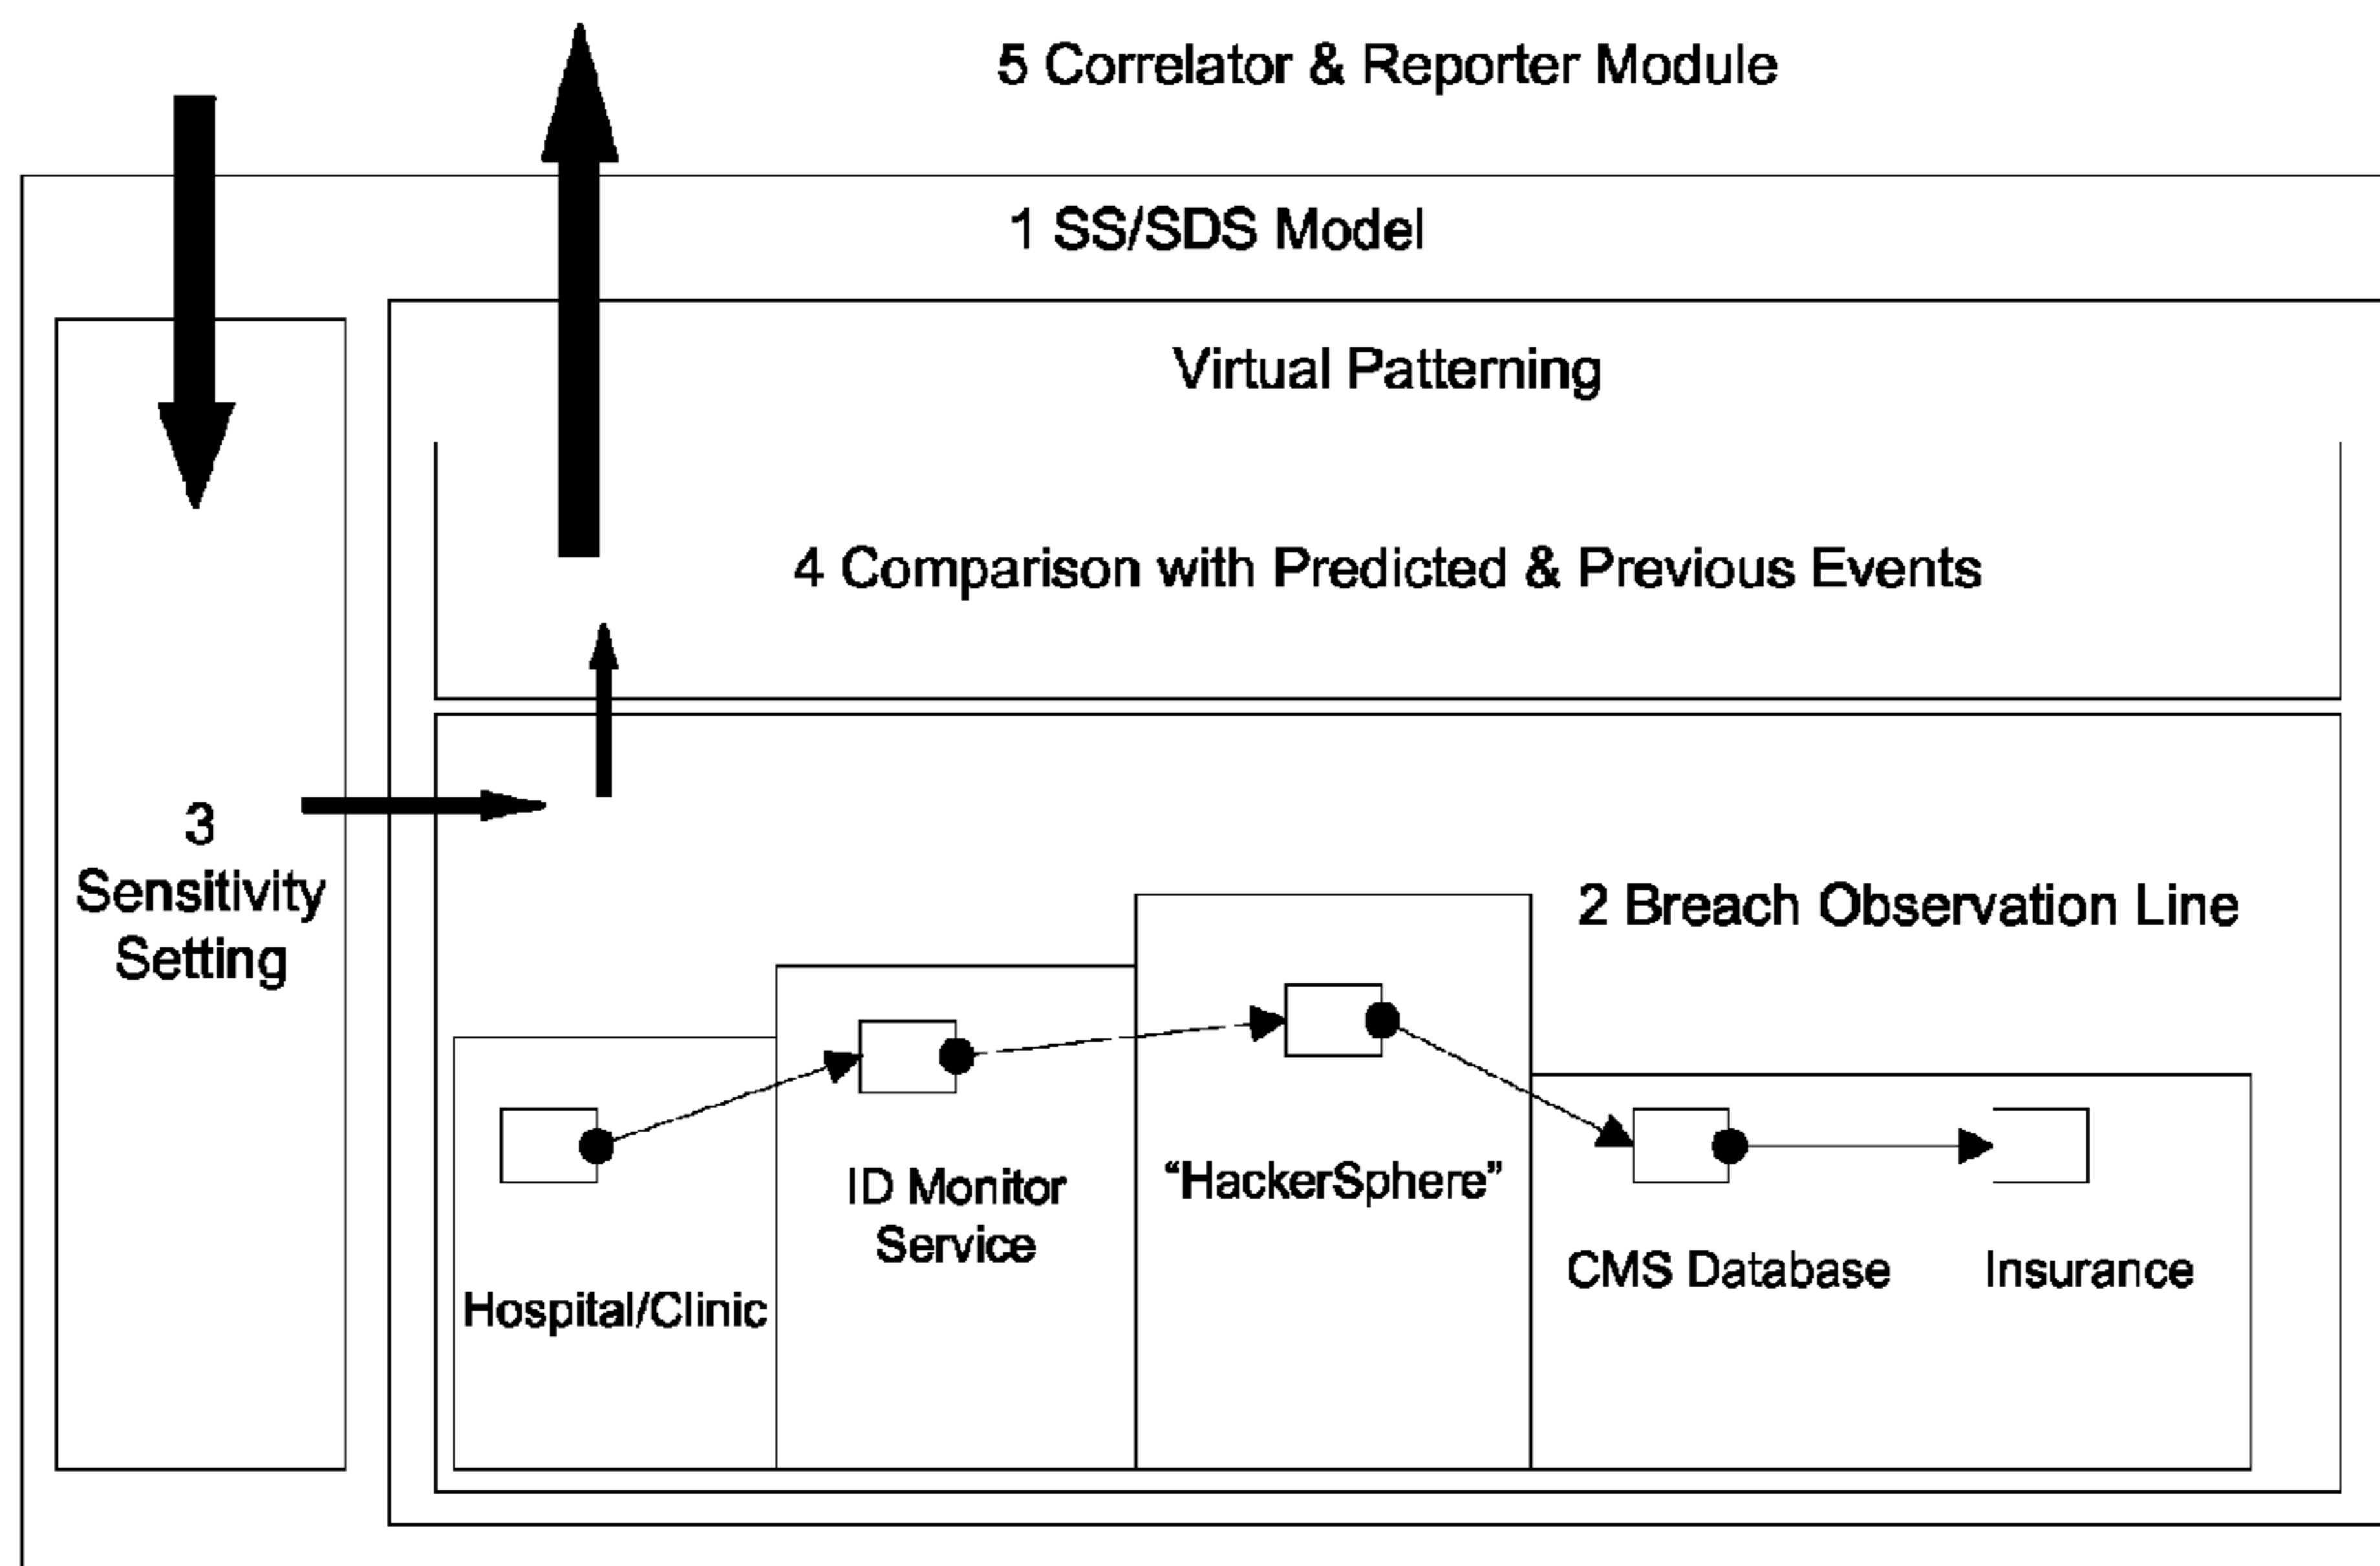 5 Correlator & Reporter Module
1 SS/SDS Model
Virtual Patterning
4 Comparison with Predicted & Previous Events
3
Sensitivity
Setting
2 Breach Observation Line
Hospital/Clinic
ID Monitor
Service
“HackerSphere”
CMS Database
Insurance